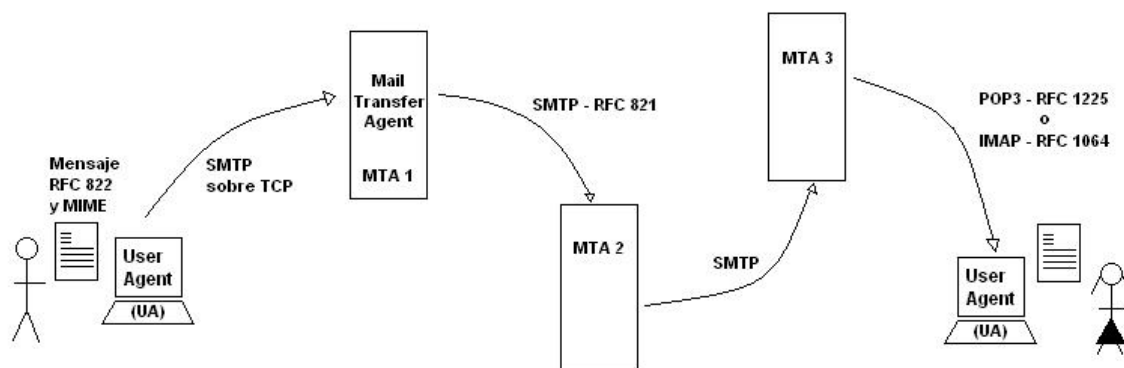 Mensaje
RFC 822
y MIME
User
Agent
(UA)
SMTP
sobre TCP
Mail
Transfer
Agent
MTA 1
SMTP - RFC 821
MTA 2
SMTP
MTA 3
POP3 - RFC 1225
o
IMAP - RFC 1064
User
Agent
(UA)